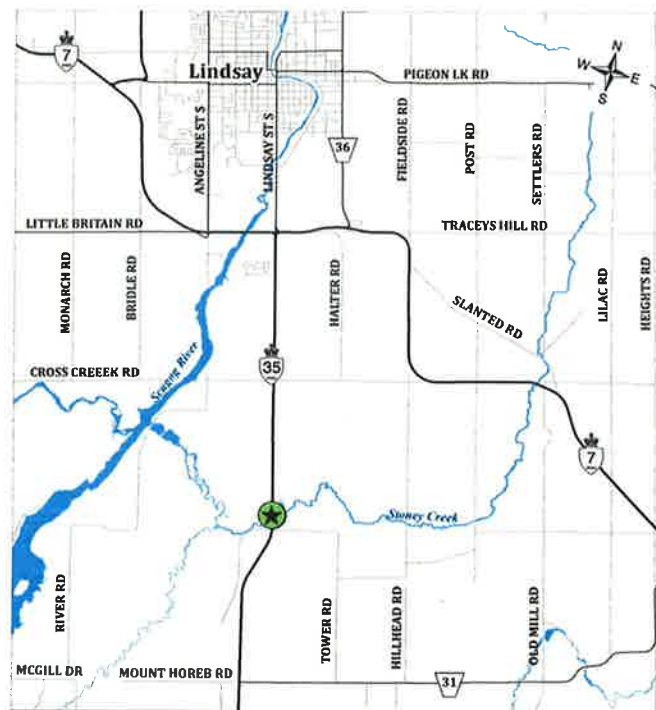 N
W
E
S
7
Lindsay
PIGEON LK RD
ANGELINE ST S
LINDSAY ST S
36
FIELDSIDE RD
POST RD
SETTLERS RD
LITTLE BRITAIN RD
TRACEYS HILL RD
MONARCH RD
BRIDLE RD
HALTER RD
SLANTED RD
LILAC RD
HEIGHTS RD
CROSS CREEEK RD
Scugog River
35
7
Stoney Creek
RIVER RD
TOWER RD
HILLHEAD RD
OLD MILL RD
MCGILL DR
MOUNT HOREB RD
31